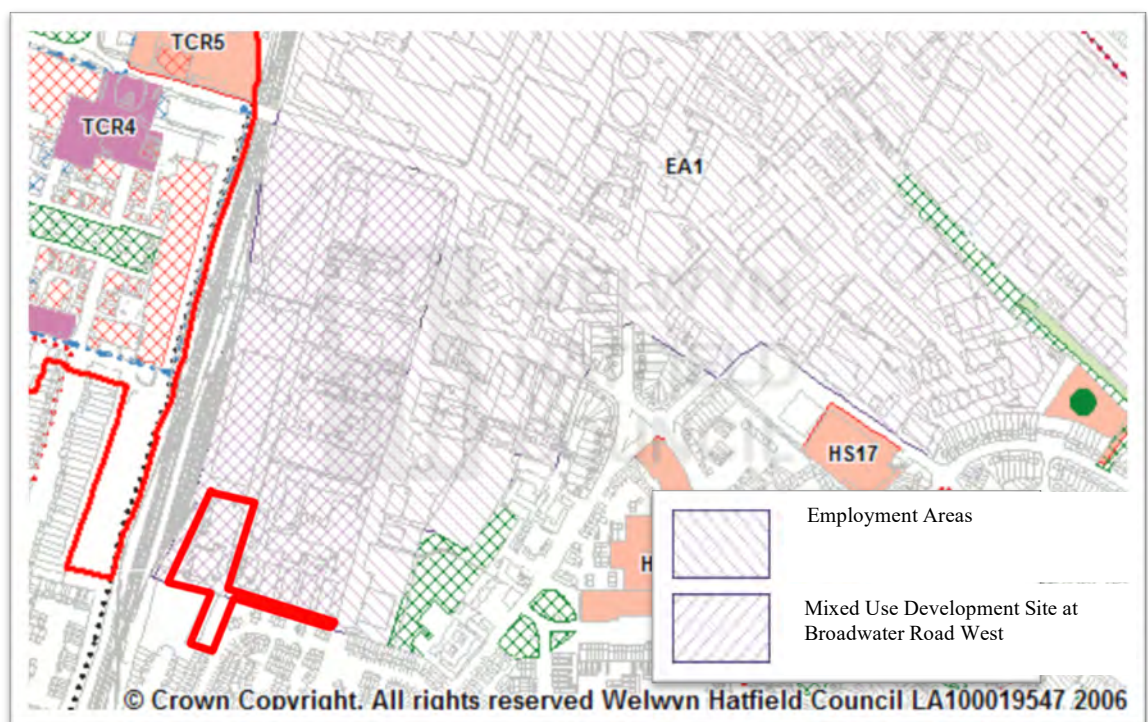 TCR5
TCR4
EA1
HS17
H
Employment Areas
Mixed Use Development Site at
Broadwater Road West
© Crown Copyright. All rights reserved Welwyn Hatfield Council LA100019547 2006